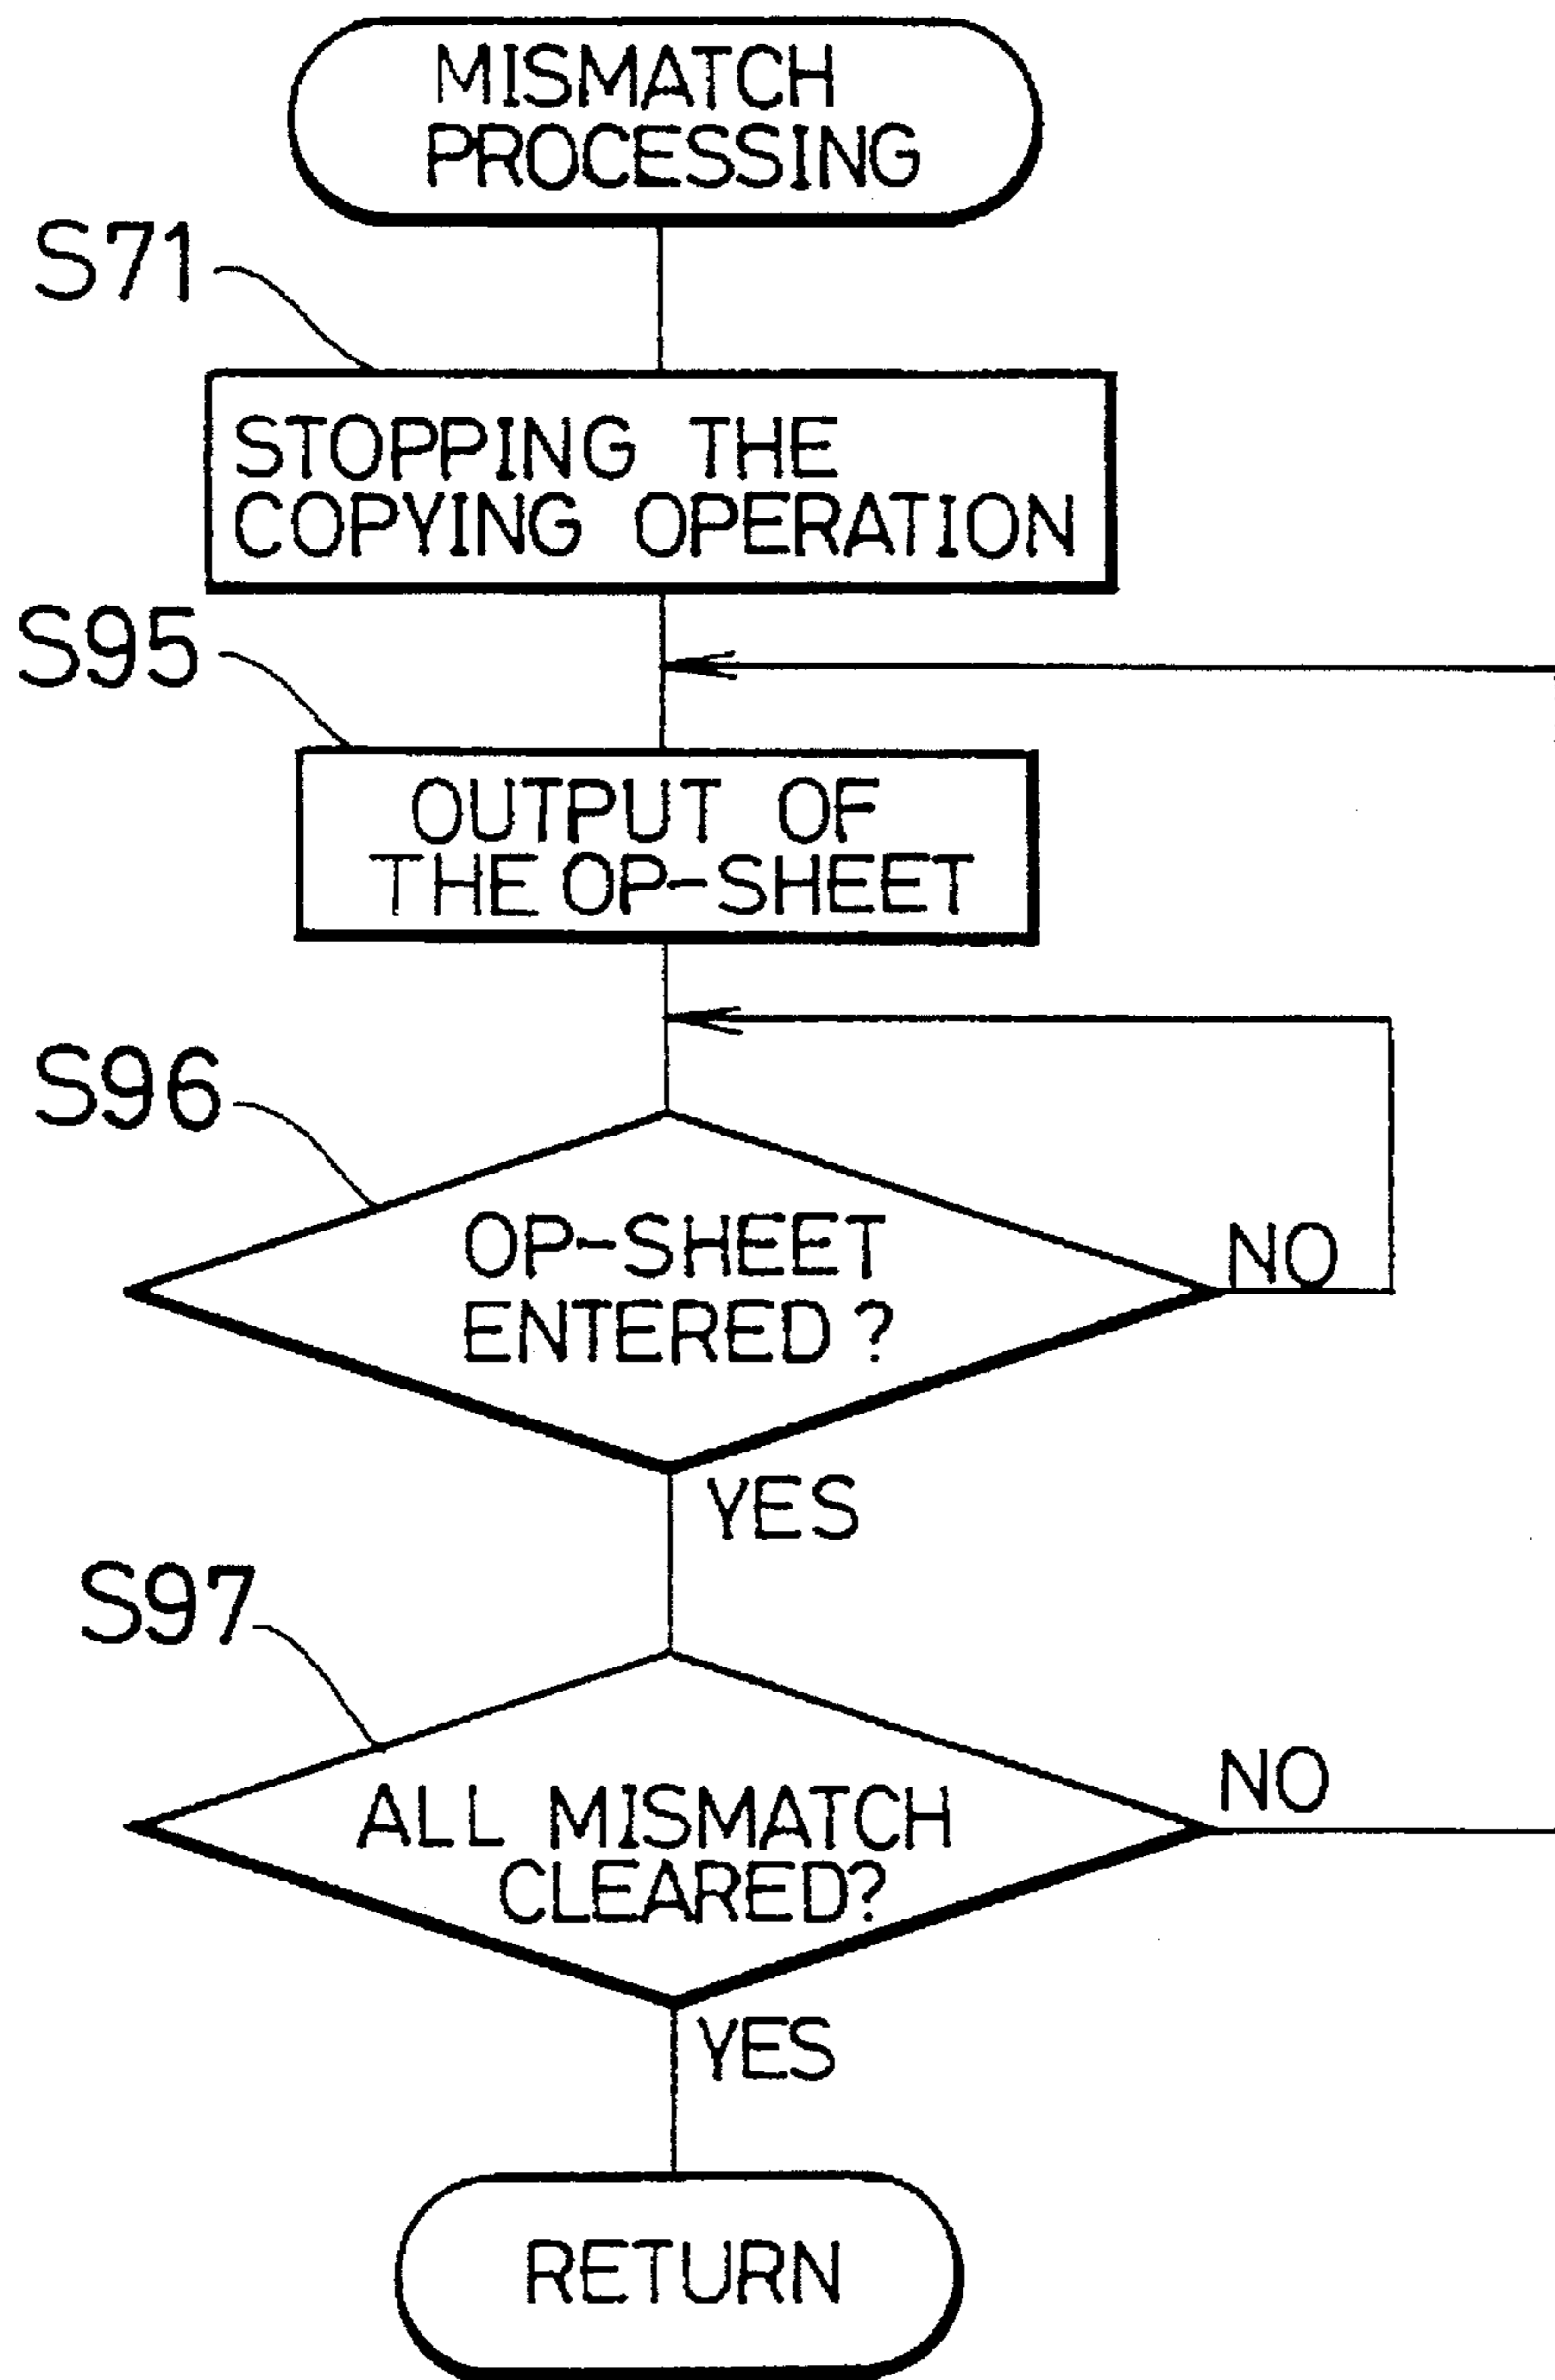 MISMATCH
PROCESSING
S71
STOPPING THE
COPYING OPERATION
S95
OUTPUT OF
THE OP-SHEET
S96
OP-SHEET
ENTERED ?
NO
YES
S97
ALL MISMATCH
CLEARED?
NO
YES
RETURN